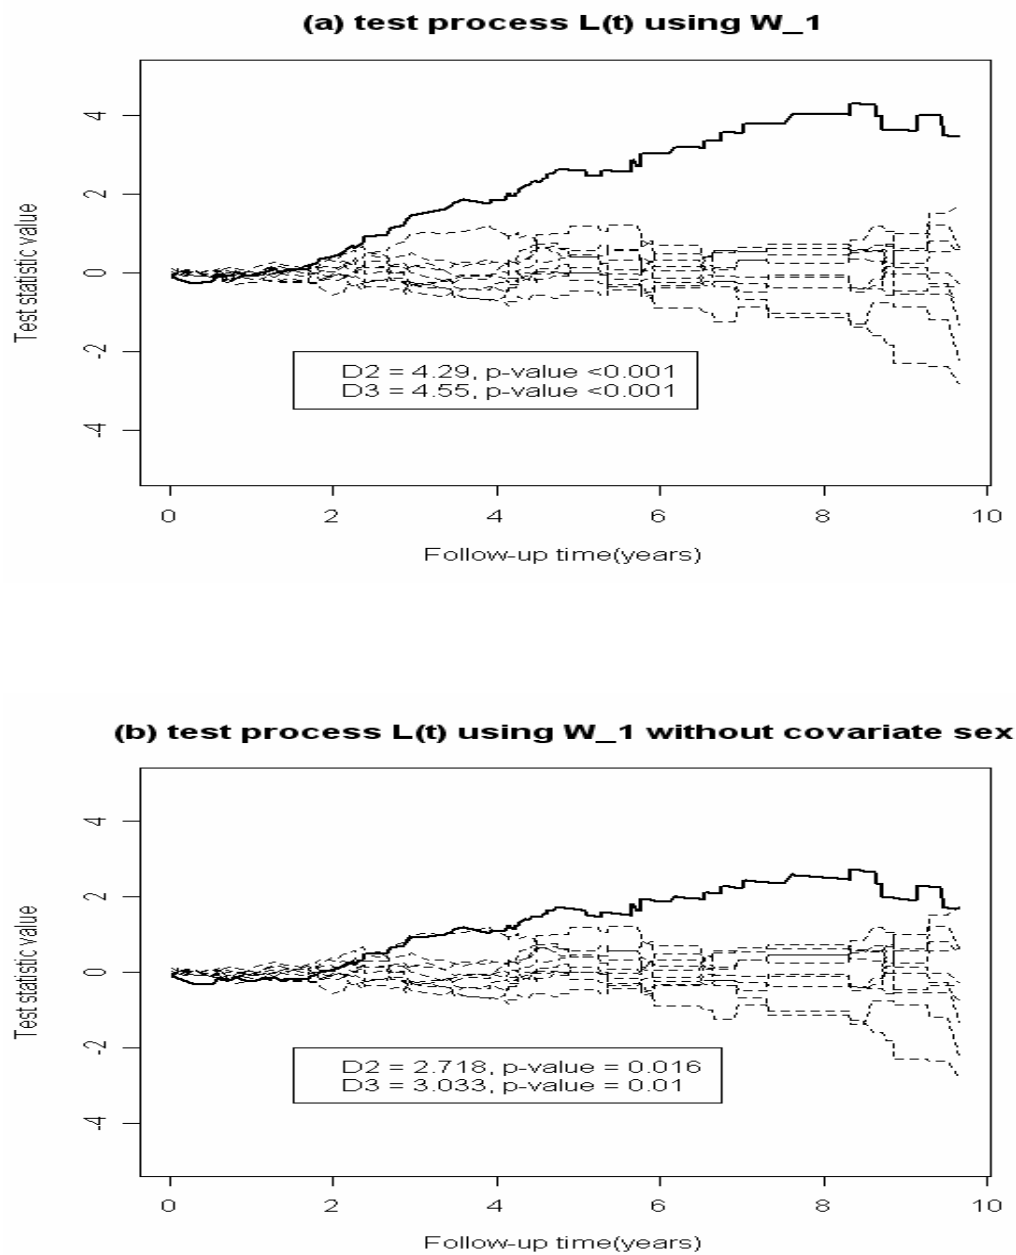 (a) test process L(t) using W_1
Test statistic value
4
2
0
-2
-4
D2 = 4.29, p-value <0.001
D3 = 4.55, p-value <0.001
0 2 4 6 8 10
Follow-up time(years)
(b) test process L(t) using W_1 without covariate sex
Test statistic value
4
2
0
-2
-4
D2 = 2.718, p-value = 0.016
D3 = 3.033, p-value = 0.01
0 2 4 6 8 10
Follow-up time(years)